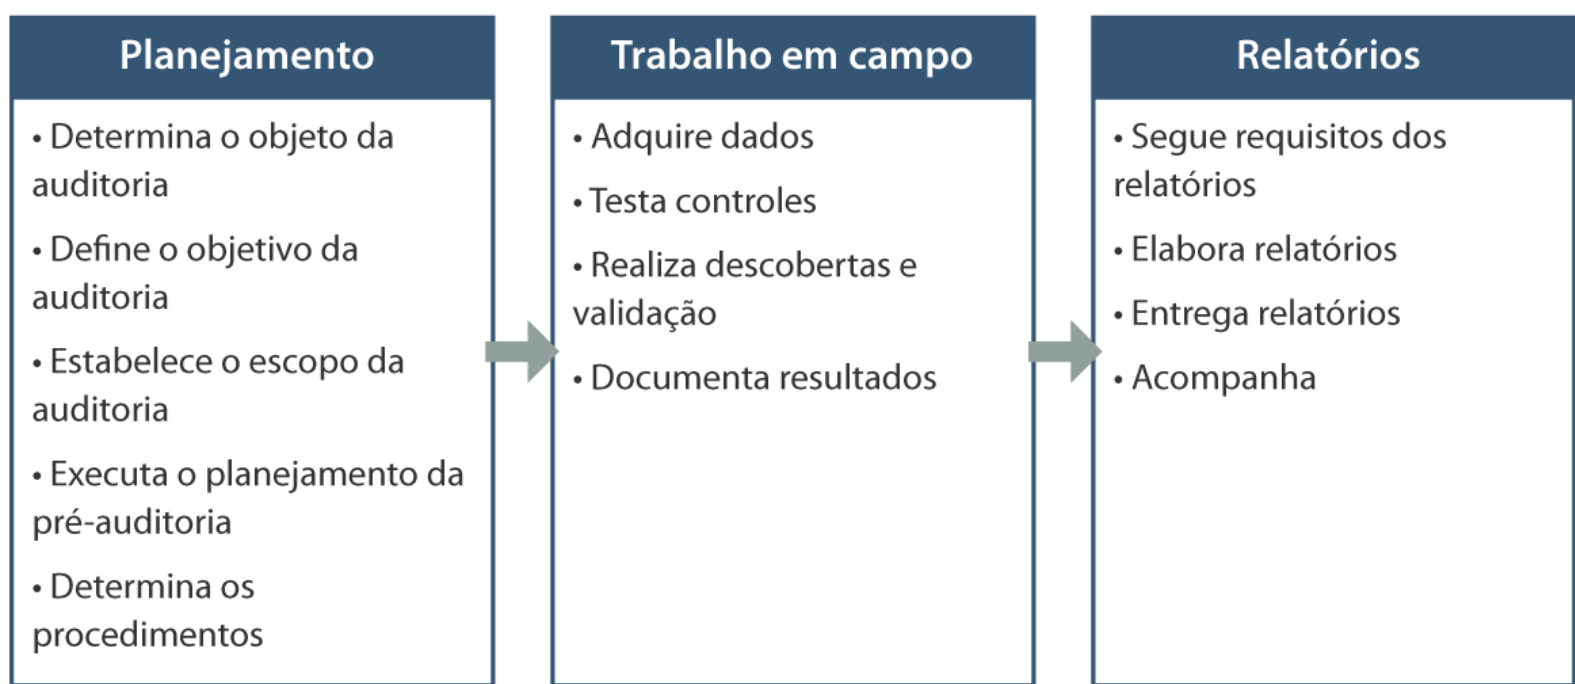 Planejamento
• Determina o objeto da
auditoria
• Define o objetivo da
auditoria
• Estabelece o escopo da
auditoria
• Executa o planejamento da
pré-auditoria
• Determina os
procedimentos
Trabalho em campo
• Adquire dados
• Testa controles
• Realiza descobertas e
validação
• Documenta resultados
Relatórios
• Segue requisitos dos
relatórios
• Elabora relatórios
• Entrega relatórios
• Acompanha